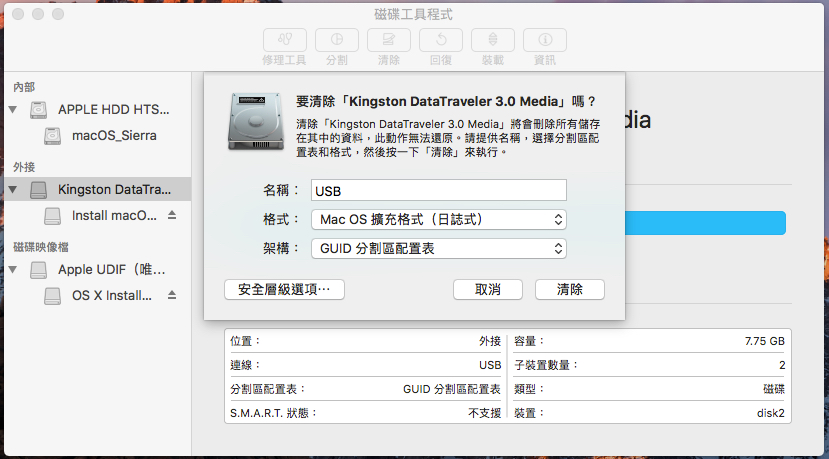 磁碟工具程式
修理工具 分割 清除 回復 裝載 資訊
內部
APPLE HDD HTS...
macOS_Sierra
外接
Kingston DataTra...
Install macO...
磁碟映像檔
Apple UDIF（唯...
OS X Install...
要清除「Kingston DataTraveler 3.0 Media」嗎？
清除「Kingston DataTraveler 3.0 Media」將會刪除所有儲存
在其中的資料，此動作無法還原。請提供名稱，選擇分割區配
置表和格式，然後按一下「清除」來執行。
名稱： USB
格式： Mac OS 擴充格式（日誌式）
架構： GUID 分割區配置表
安全層級選項⋯ 取消 清除
dia
位置： 外接 容量： 7.75 GB
連線： USB 子裝置數量： 2
分割區配置表： GUID 分割區配置表 類型： 磁碟
S.M.A.R.T. 狀態： 不支援 裝置： disk2